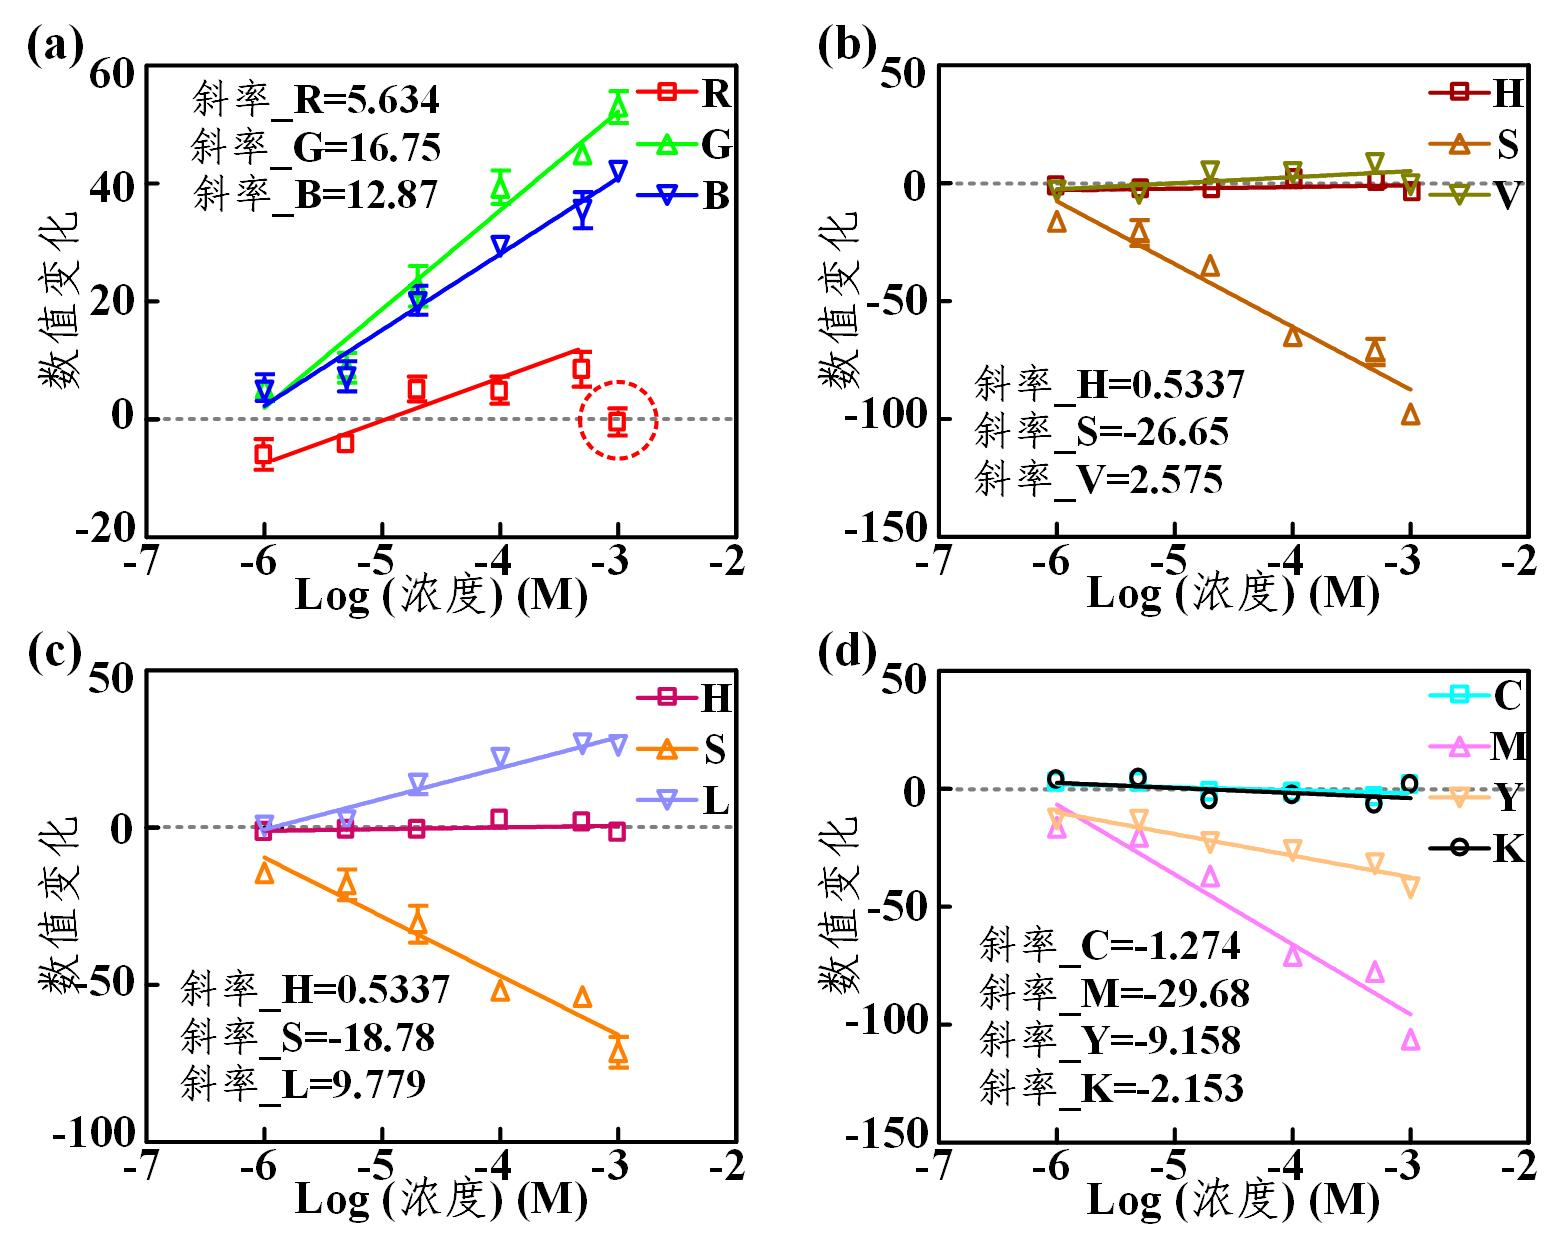 (a)
60
40
20
0
-20
数值变化
斜率_R=5.634
斜率_G=16.75
斜率_B=12.87
R
G
B
-7 -6 -5 -4 -3 -2
Log (浓度) (M)
(b)
50
0
-50
-100
-150
数值变化
H
S
V
斜率_H=0.5337
斜率_S=-26.65
斜率_V=2.575
-7 -6 -5 -4 -3 -2
Log (浓度) (M)
(c)
50
0
-50
-100
数值变化
H
S
L
斜率_H=0.5337
斜率_S=-18.78
斜率_L=9.779
-7 -6 -5 -4 -3 -2
Log (浓度) (M)
(d)
50
0
-50
-100
-150
数值变化
C
M
Y
K
斜率_C=-1.274
斜率_M=-29.68
斜率_Y=-9.158
斜率_K=-2.153
-7 -6 -5 -4 -3 -2
Log (浓度) (M)